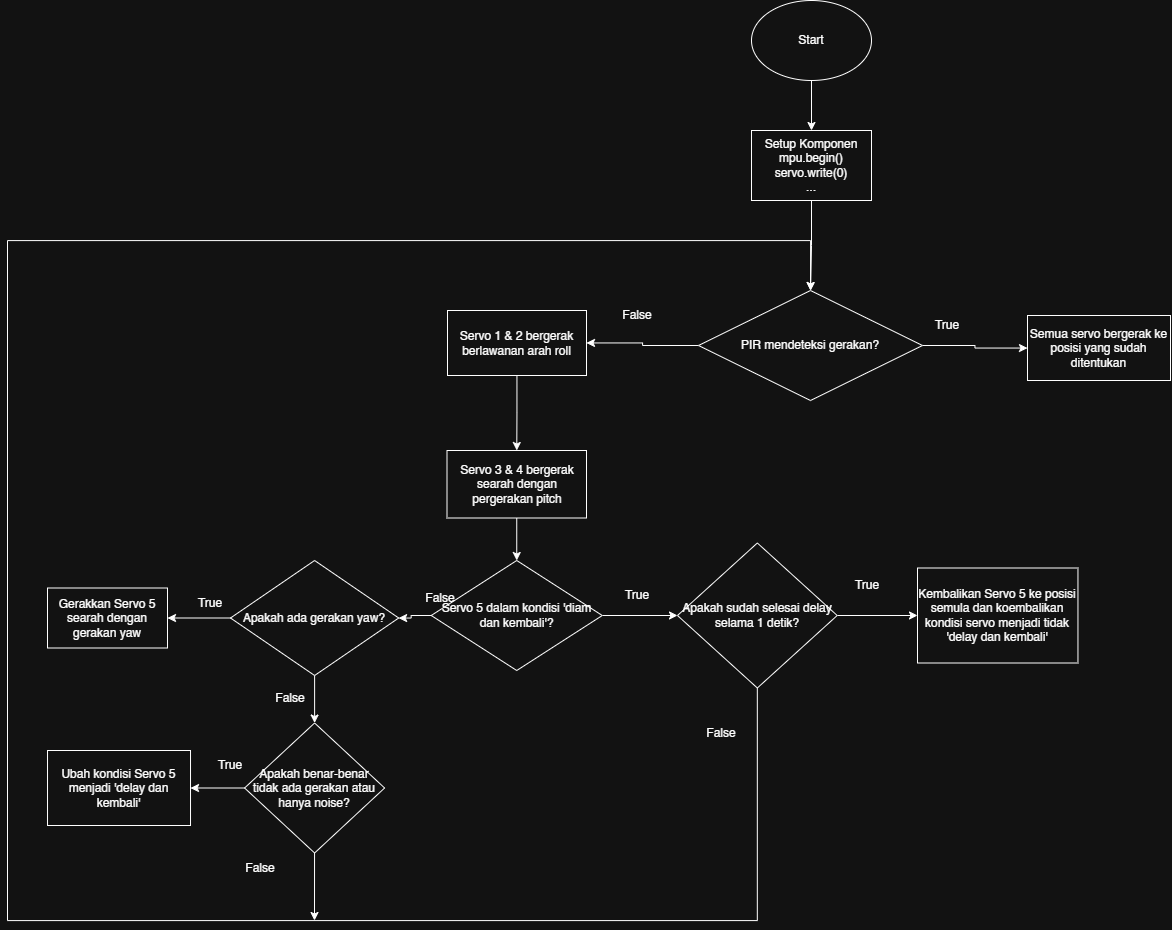 Start
Setup Komponen
mpu.begin()
servo.write(0)
...
False
True
Servo 1 & 2 bergerak
berlawanan arah roll
PIR mendeteksi gerakan?
Semua servo bergerak ke
posisi yang sudah
ditentukan
Servo 3 & 4 bergerak
searah dengan
pergerakan pitch
True
False
True
True
Gerakkan Servo 5
searah dengan
gerakan yaw
Apakah ada gerakan yaw?
Servo 5 dalam kondisi 'diam
dan kembali'?
Apakah sudah selesai delay
selama 1 detik?
Kembalikan Servo 5 ke posisi
semula dan koembalikan
kondisi servo menjadi tidak
'delay dan kembali'
False
False
True
Ubah kondisi Servo 5
menjadi 'delay dan
kembali'
Apakah benar-benar
tidak ada gerakan atau
hanya noise?
False